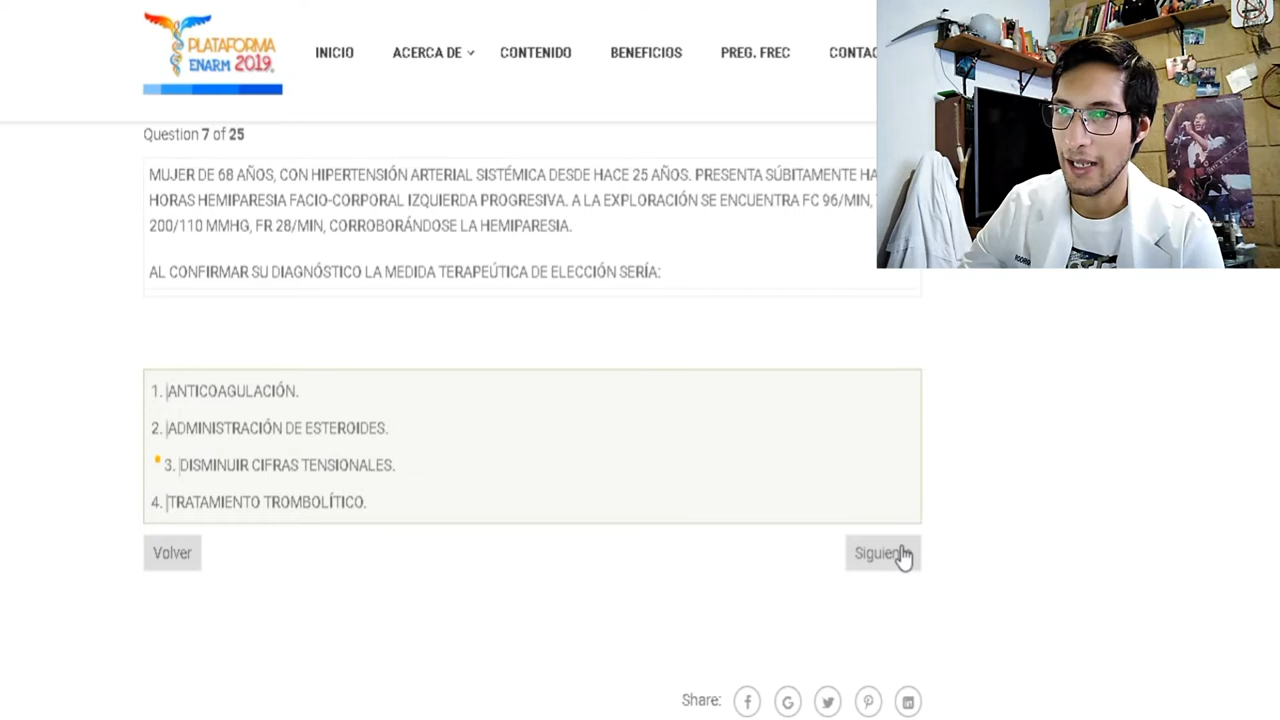 PLATAFORMA
ENARM 2019
INICIO
ACERCA DE
CONTENIDO
BENEFICIOS
PREG. FREC
Question 7 of 25
MUJER DE 68 AÑOS, CON HIPERTENSIÓN ARTERIAL SISTÉMICA DESDE HACE 25 AÑOS. PRESENTA SÚBITAMENTE
HORAS HEMIPARESIA FACIO-CORPORAL IZQUIERDA PROGRESIVA. A LA EXPLORACIÓN SE ENCUENTRA FC 96/MIN,
200/110 MMHG, FR 28/MIN, CORROBORÁNDOSE LA HEMIPARESIA.
AL CONFIRMAR SU DIAGNÓSTICO LA MEDIDA TERAPEÚTICA DE ELECCIÓN SERÍA:
1. ANTICOAGULACIÓN.
2. ADMINISTRACIÓN DE ESTEROIDES.
3. DISMINUIR CIFRAS TENSIONALES.
4. TRATAMIENTO TROMBOLÍTICO.
Volver
Share: